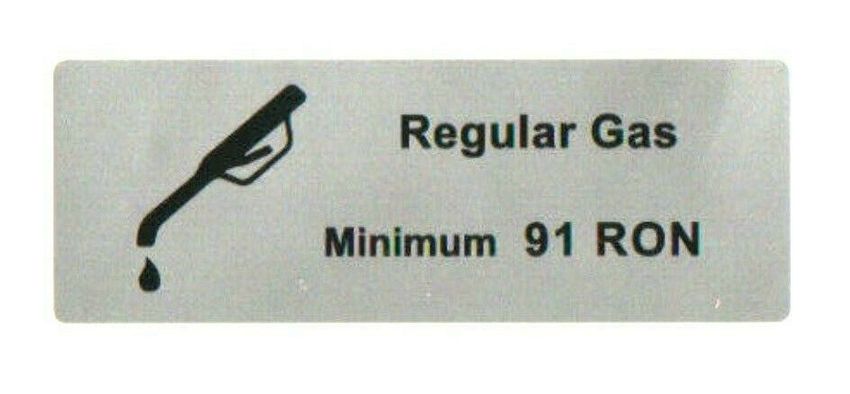 Regular Gas
Minimum 91 RON